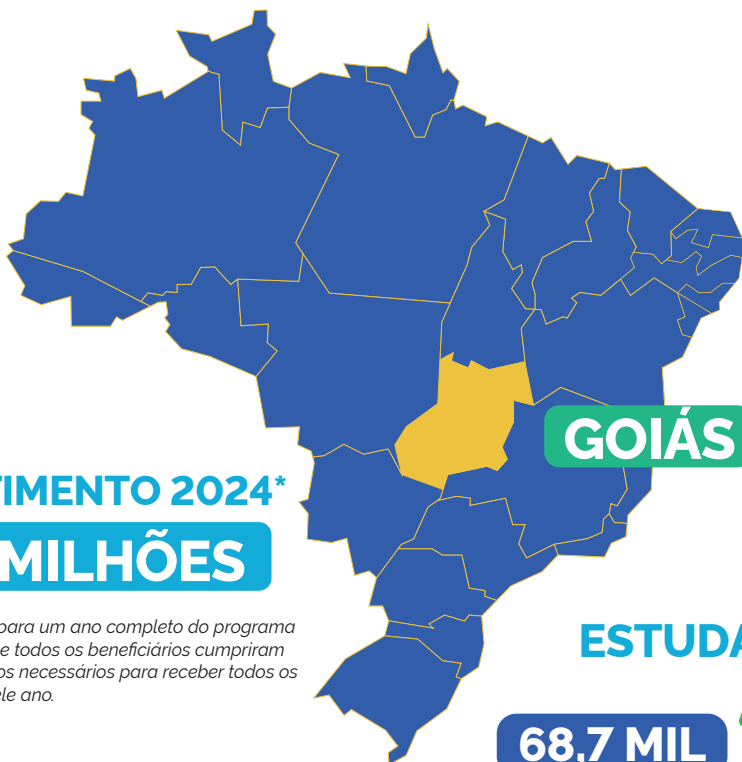 GOIÁS
TIMENTO 2024*
MILHÕES
para um ano completo do programa
e todos os beneficiários cumpriram
os necessários para receber todos os
ele ano.
ESTUDA
68,7 MIL